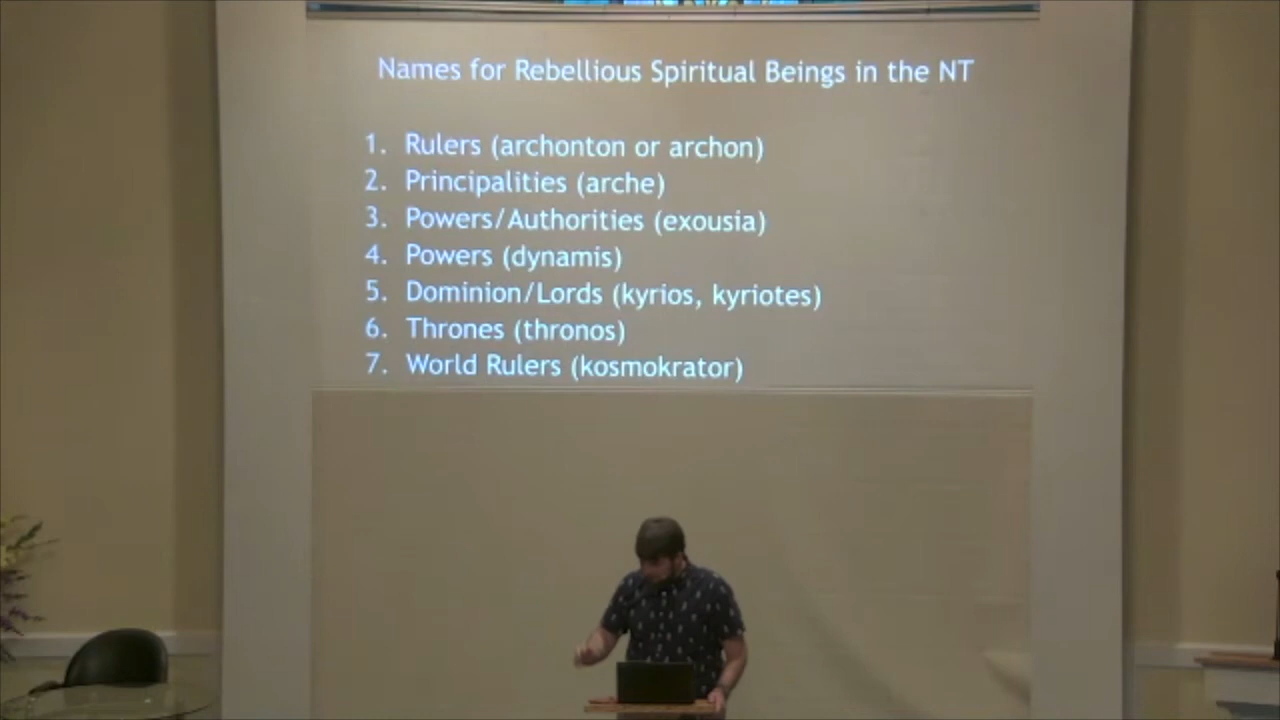 Names for Rebellious Spiritual Beings in the NT
1. Rulers (archonton or archon)
2. Principalities (arche)
3. Powers/Authorities (exousia)
4. Powers (dynamis)
5. Dominion/Lords (kyrios, kyriotes)
6. Thrones (thronos)
7. World Rulers (kosmokrator)